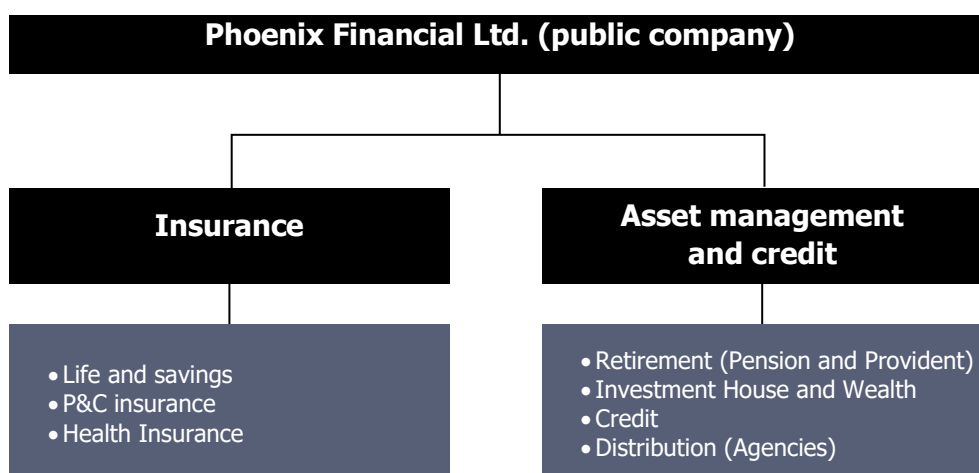 Phoenix Financial Ltd. (public company)
Insurance
Asset management
and credit
• Life and savings
• P&C insurance
• Health Insurance
• Retirement (Pension and Provident)
• Investment House and Wealth
• Credit
• Distribution (Agencies)